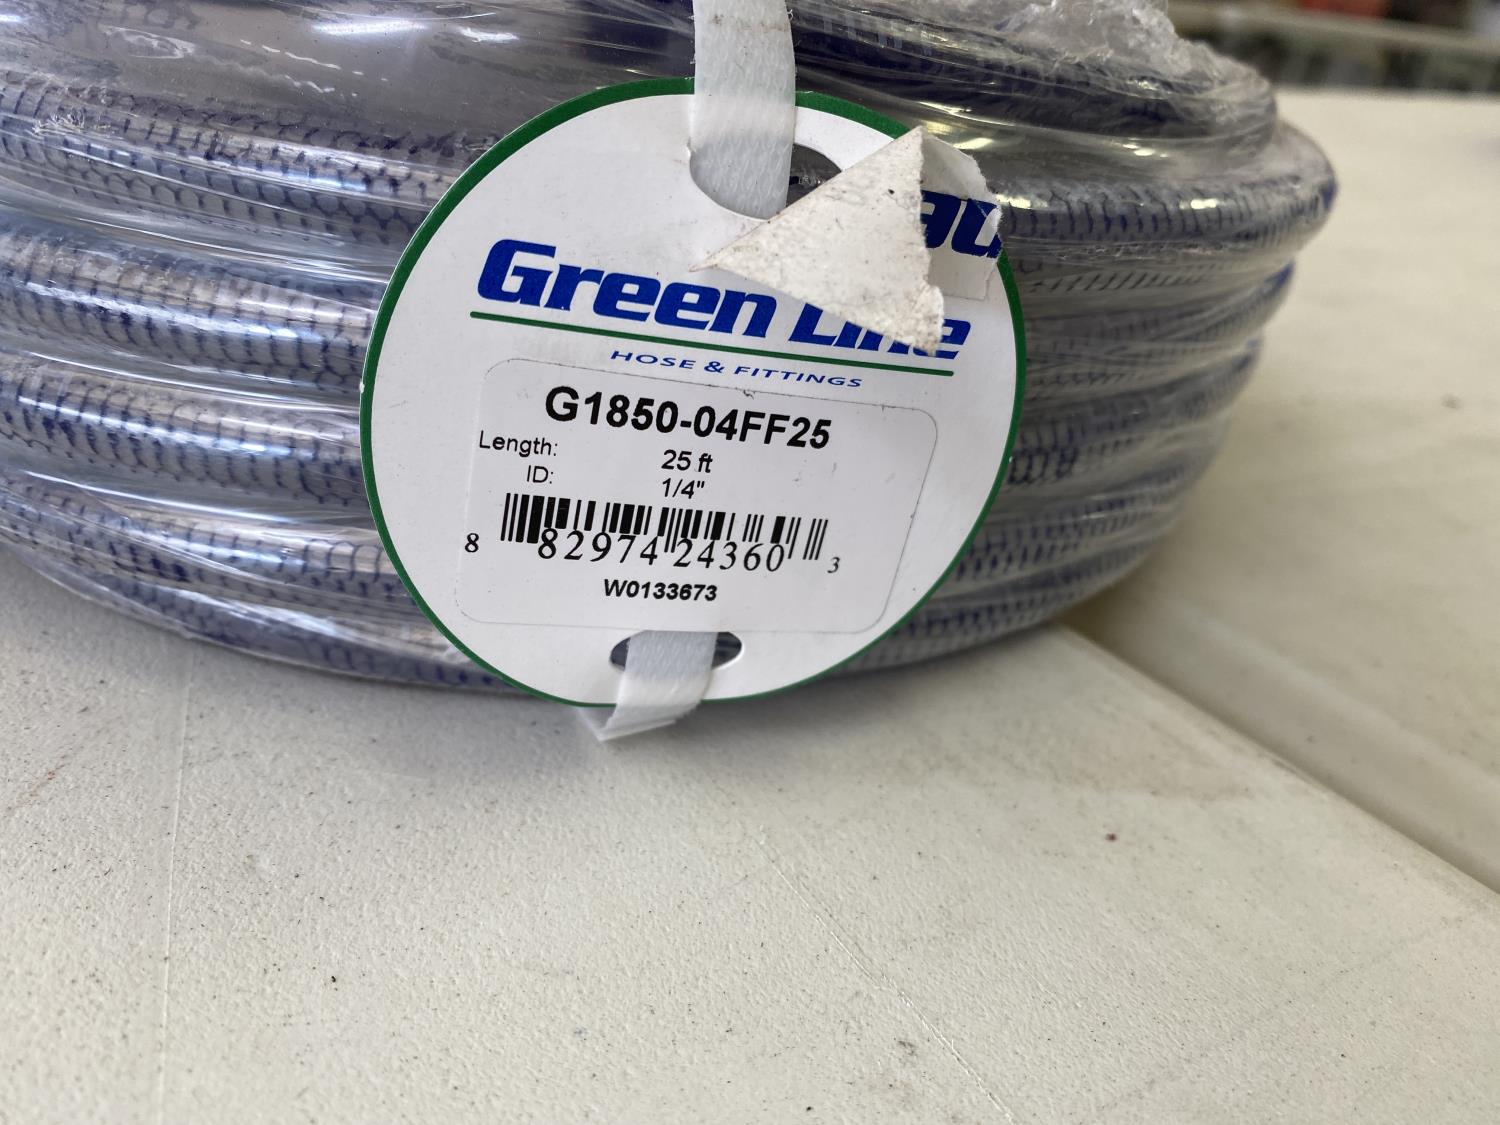 Green Line
HOSE & FITTINGS
G1850-04FF25
Length: 25 ft
ID: 1/4"
8 82974 24360 3
W0133673